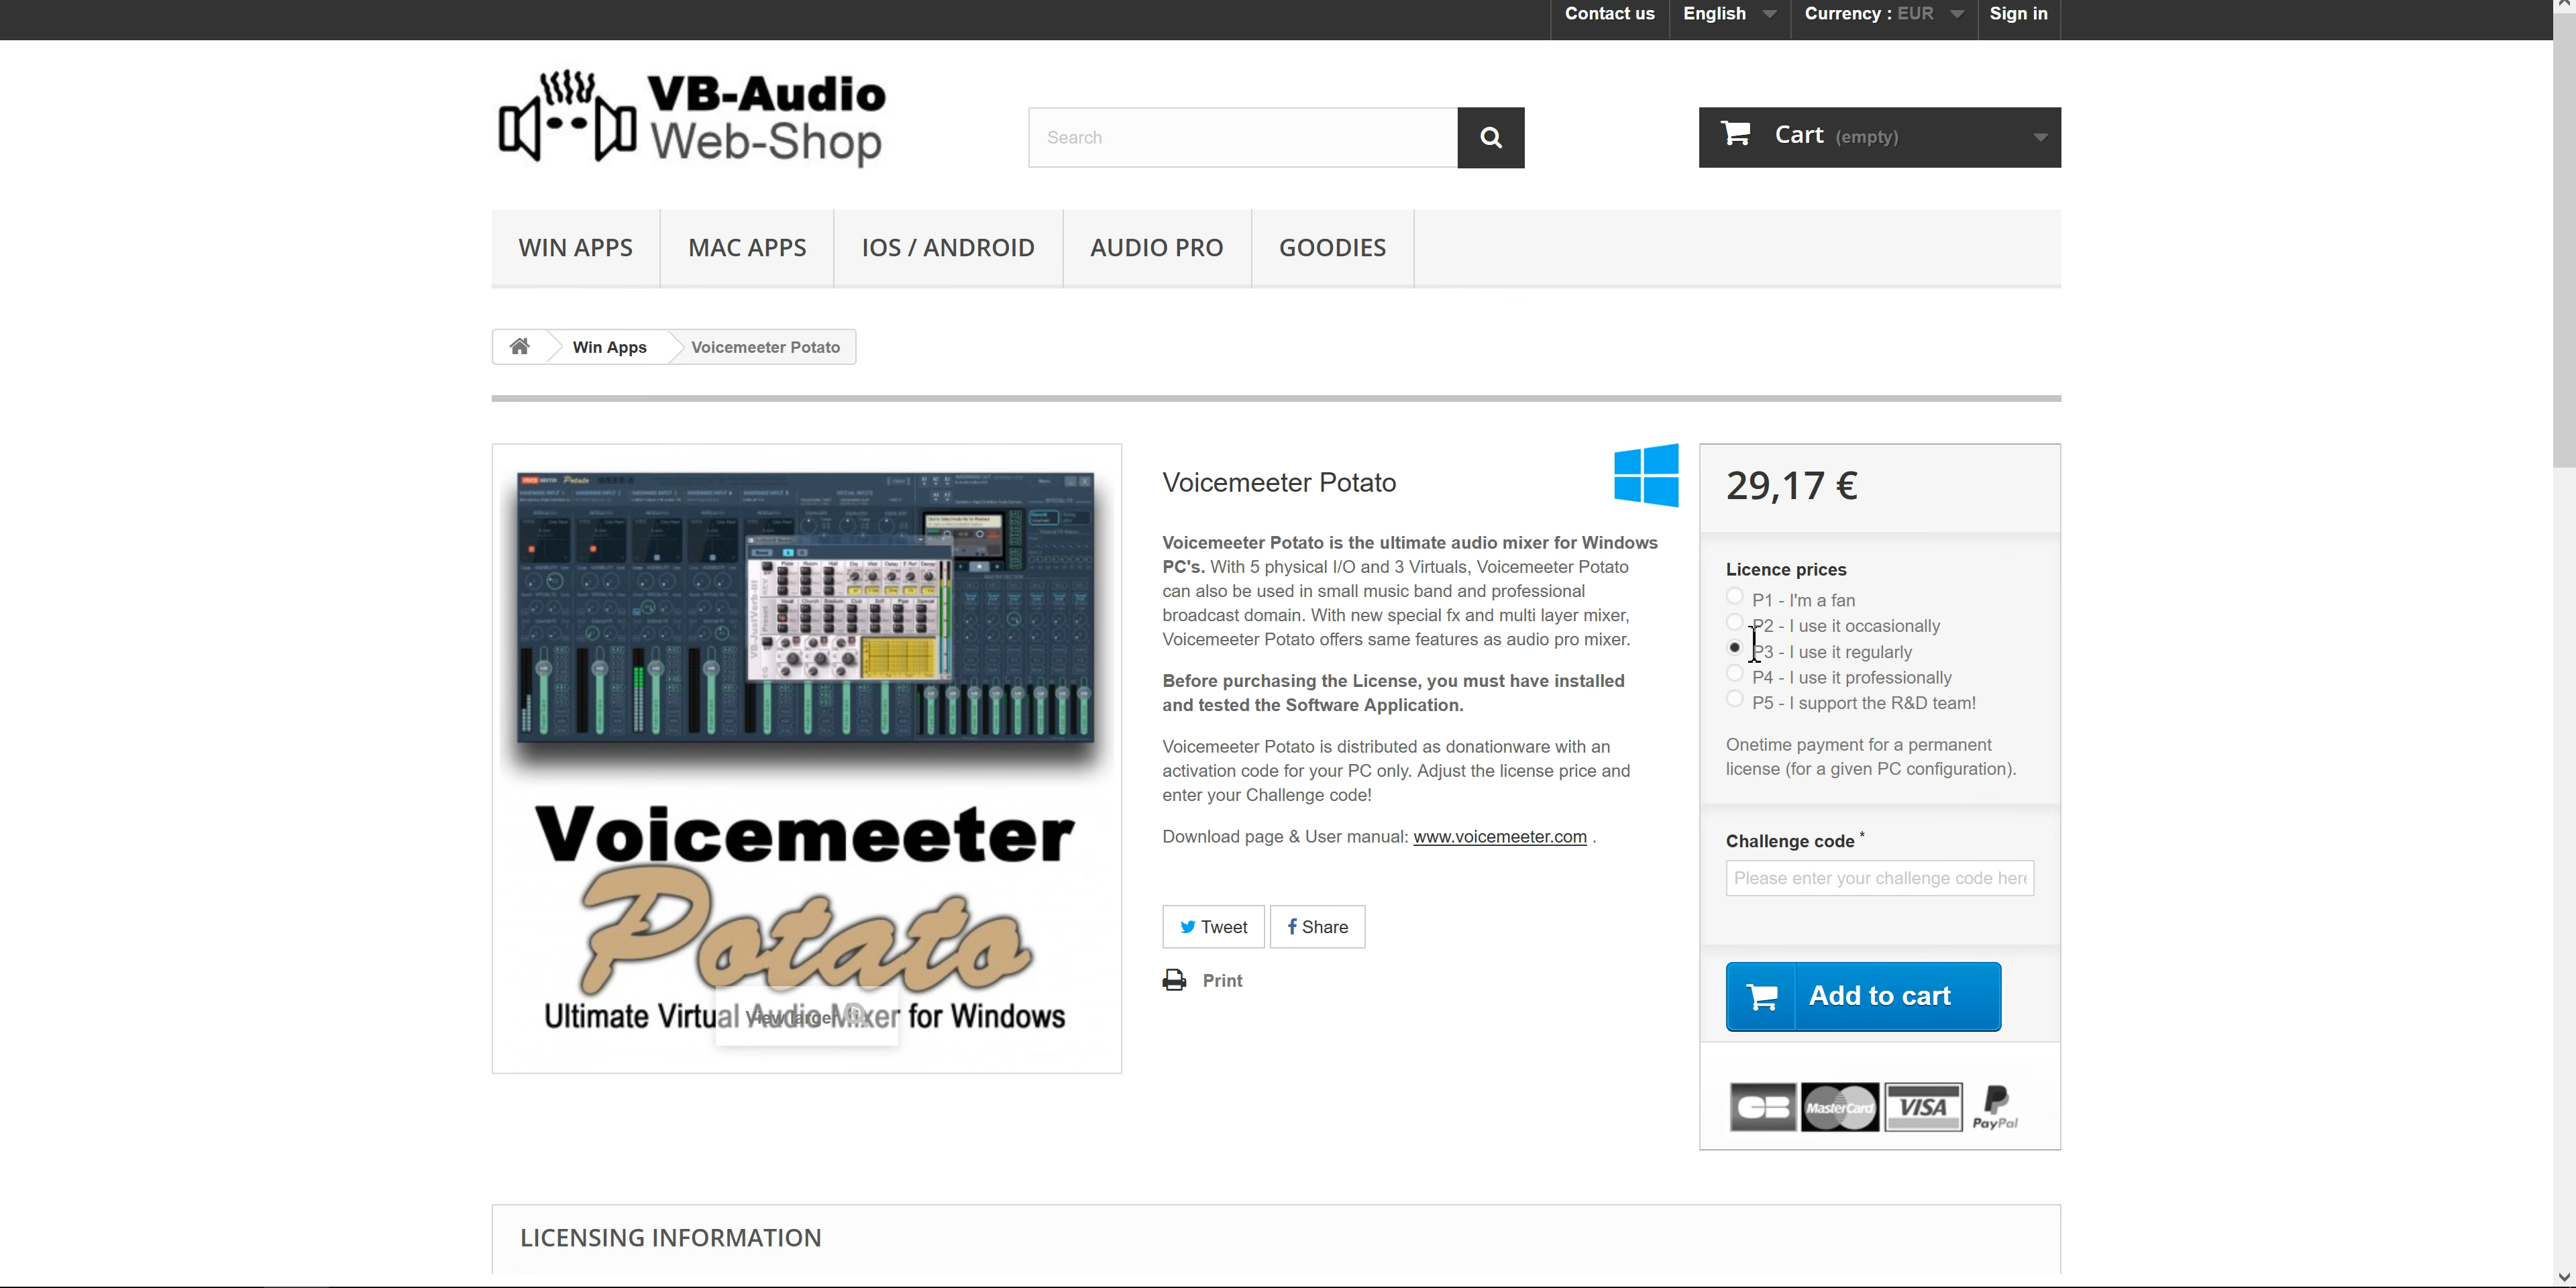 Contact us English Currency : EUR Sign in
VB-Audio
Web-Shop
Search
Cart (empty)
WIN APPS MAC APPS IOS / ANDROID AUDIO PRO GOODIES
Win Apps Voicemeeter Potato
Voicemeeter
Potato
Ultimate Virtual Audio Mixer for Windows
View larger
Voicemeeter Potato
Voicemeeter Potato is the ultimate audio mixer for Windows
PC's. With 5 physical I/O and 3 Virtuals, Voicemeeter Potato
can also be used in small music band and professional
broadcast domain. With new special fx and multi layer mixer,
Voicemeeter Potato offers same features as audio pro mixer.
Before purchasing the License, you must have installed
and tested the Software Application.
Voicemeeter Potato is distributed as donationware with an
activation code for your PC only. Adjust the license price and
enter your Challenge code!
Download page & User manual: www.voicemeeter.com .
Tweet Share
Print
29,17 €
Licence prices
P1 - I'm a fan
P2 - I use it occasionally
P3 - I use it regularly
P4 - I use it professionally
P5 - I support the R&D team!
Onetime payment for a permanent
license (for a given PC configuration).
Challenge code *
Please enter your challenge code here
Add to cart
CB MasterCard VISA PayPal
LICENSING INFORMATION